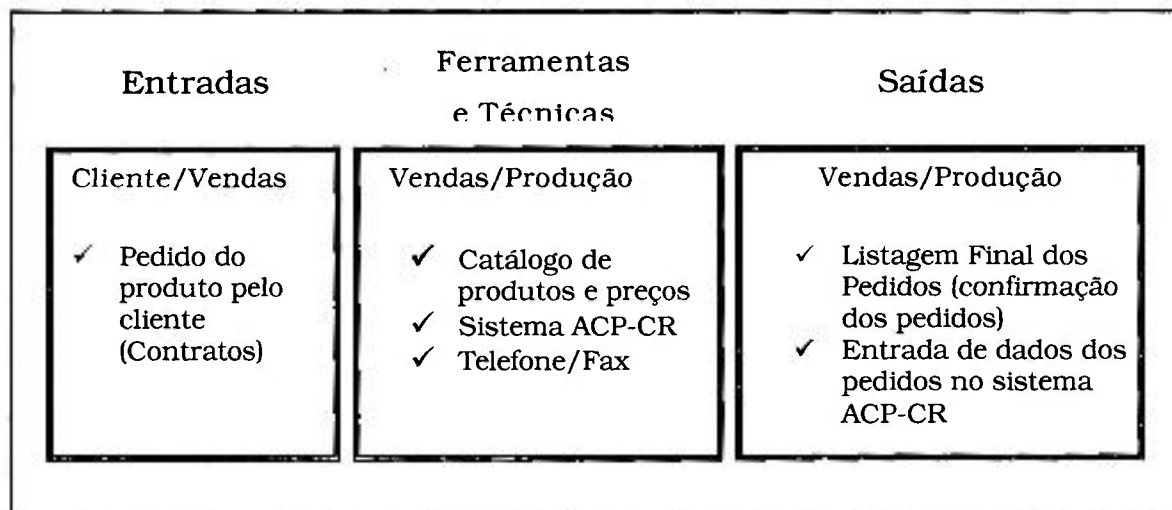 Entradas
Ferramentas
e Técnicas
Saídas
Cliente/Vendas
✓ Pedido do
produto pelo
cliente
(Contratos)
Vendas/Produção
✓ Catálogo de
produtos e preços
✓ Sistema ACP-CR
✓ Telefone/Fax
Vendas/Produção
✓ Listagem Final dos
Pedidos (confirmação
dos pedidos)
✓ Entrada de dados dos
pedidos no sistema
ACP-CR